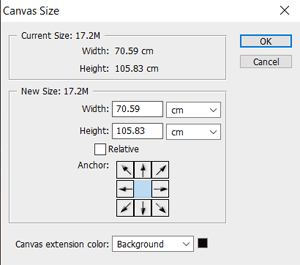 Canvas Size
Current Size: 17.2M
Width: 70.59 cm
Height: 105.83 cm
OK
Cancel
New Size: 17.2M
Width: 70.59 cm
Height: 105.83 cm
Relative
Anchor:
Canvas extension color: Background